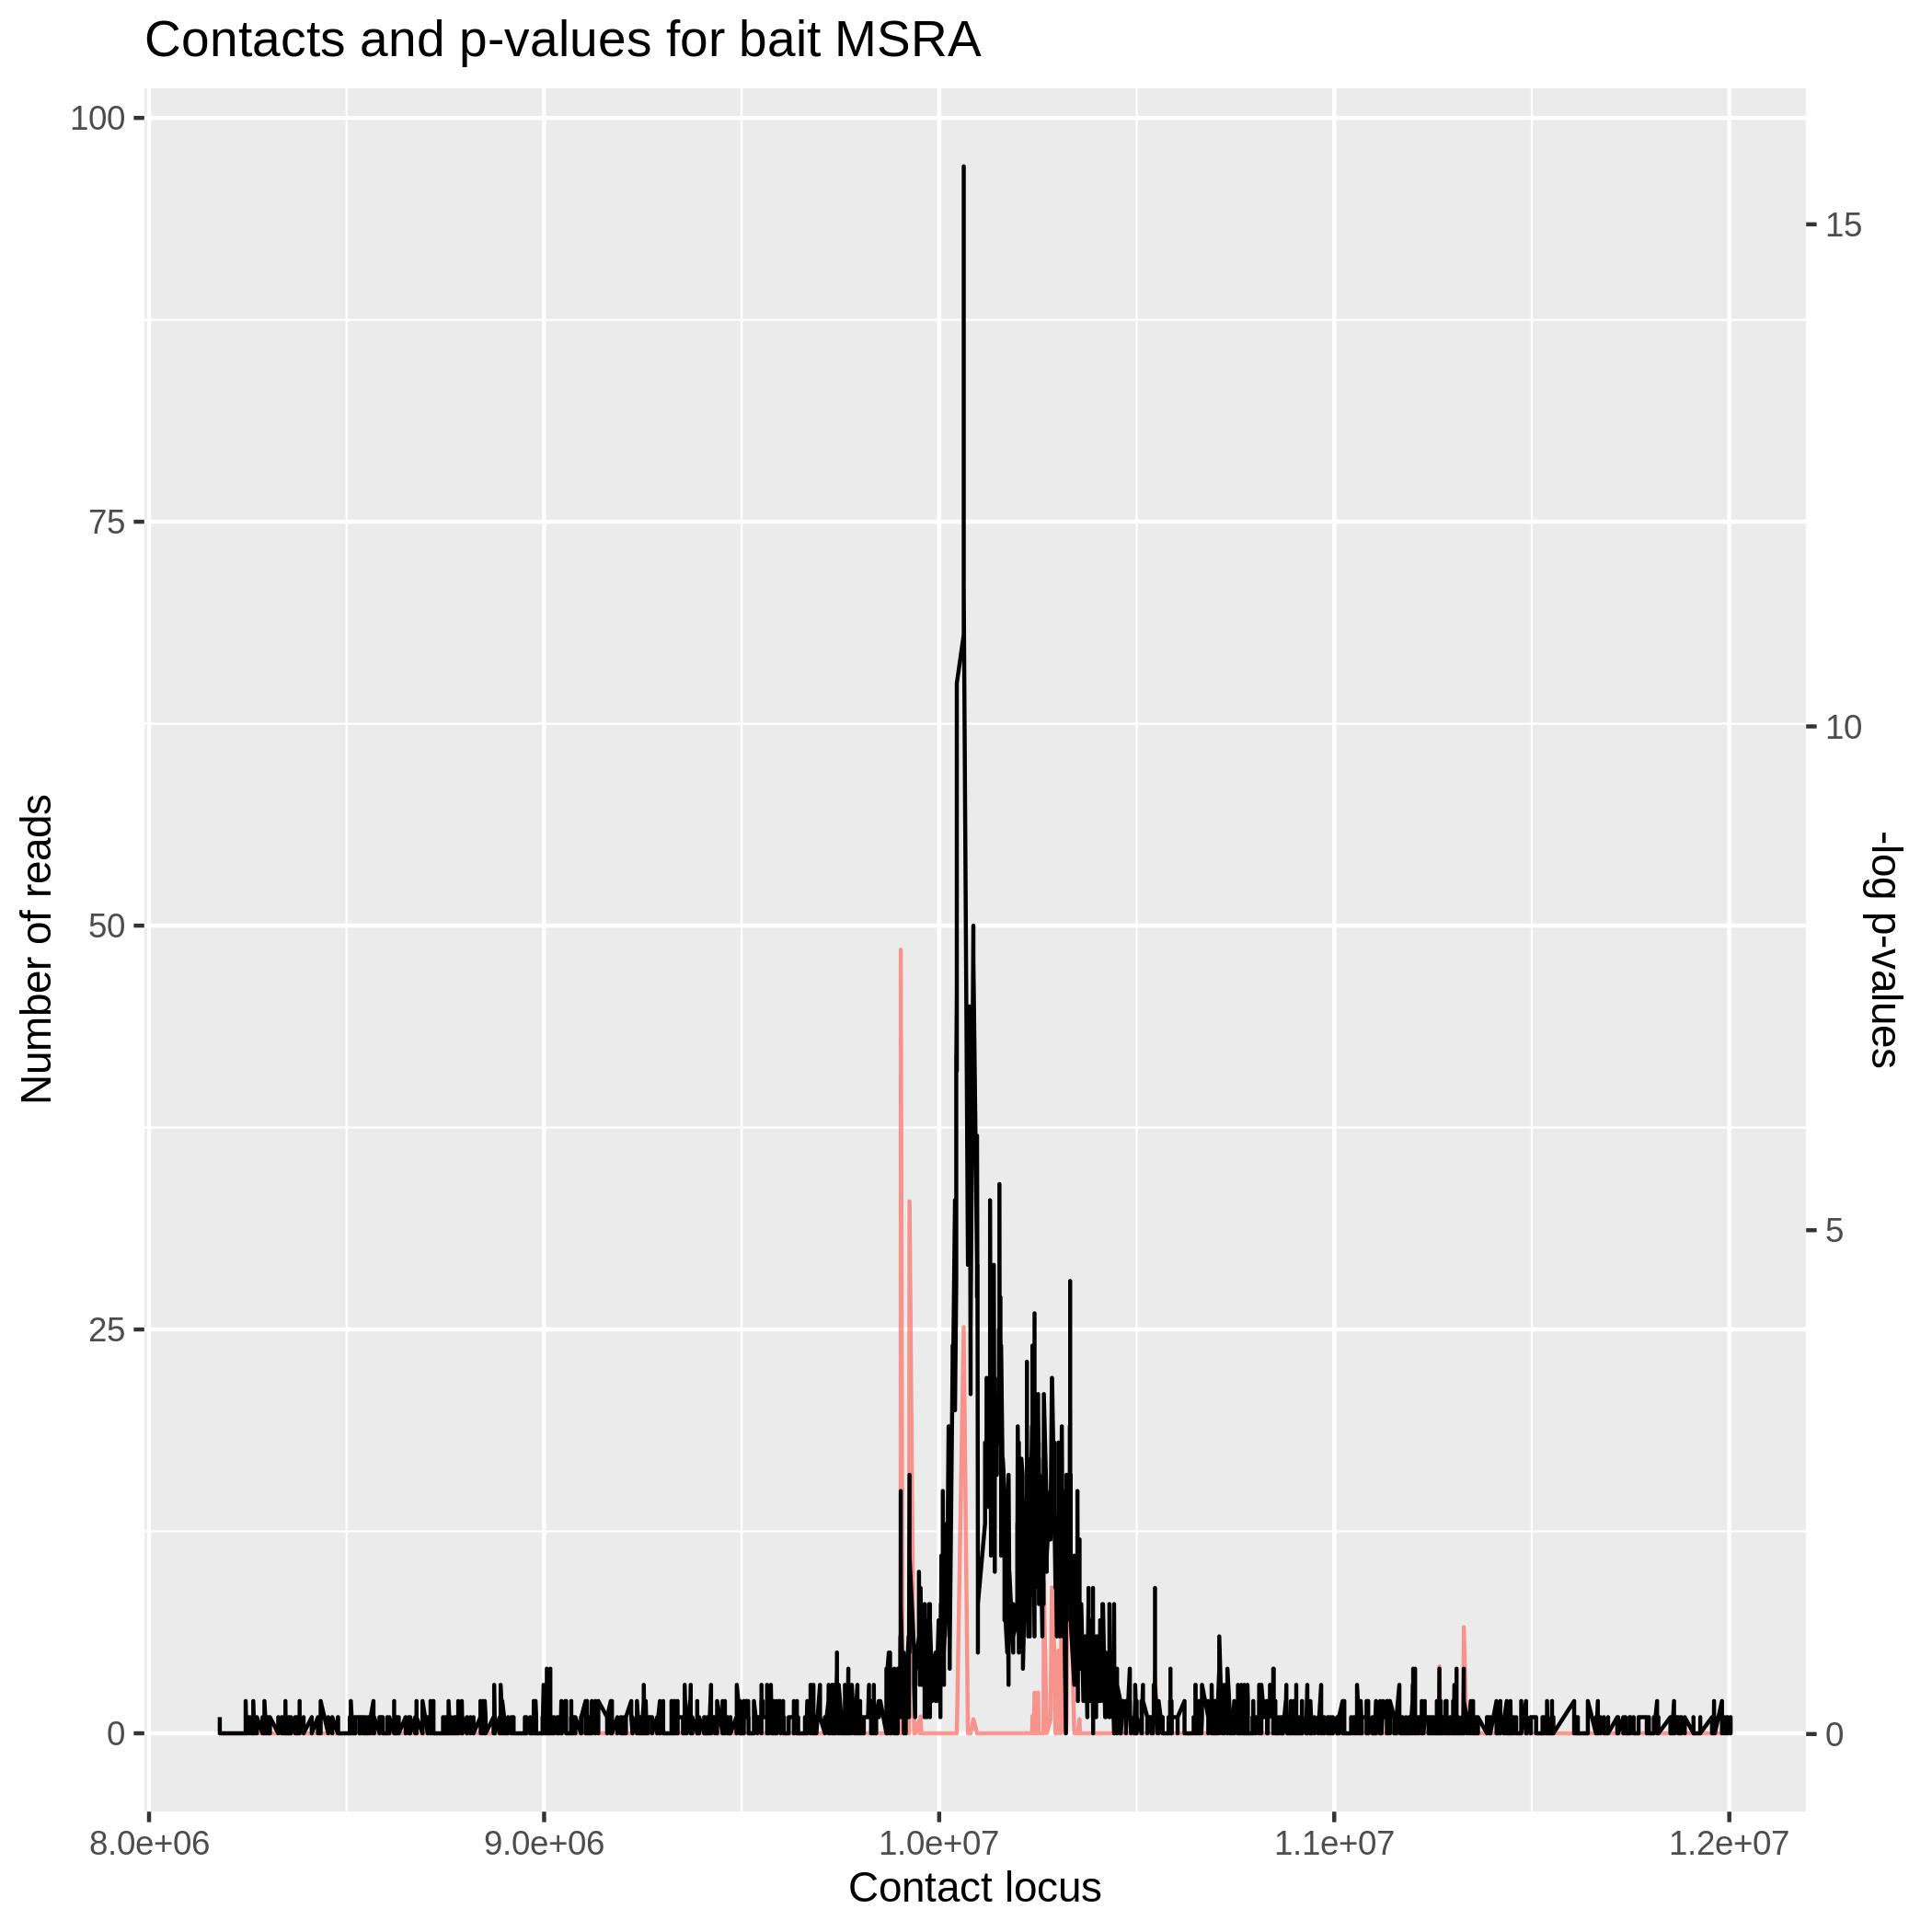 Contacts and p-values for bait MSRA
100
75
50
25
0
Number of reads
15
10
5
0
-log p-values
8.0e+06
9.0e+06
1.0e+07
1.1e+07
1.2e+07
Contact locus